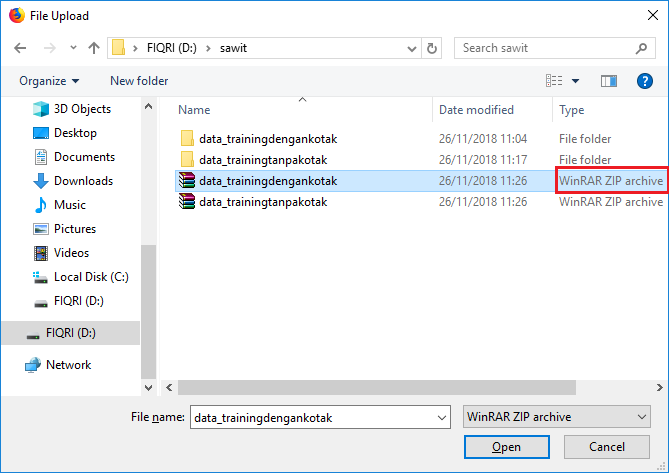 File Upload
FIQRI (D:) > sawit
Search sawit
Organize
New folder
Name
Date modified
Type
3D Objects
Desktop
Documents
Downloads
Music
Pictures
Videos
Local Disk (C:)
FIQRI (D:)
FIQRI (D:)
Network
data_trainingdengankotak 26/11/2018 11:04 File folder
data_trainingtanpakotak 26/11/2018 11:17 File folder
data_trainingdengankotak 26/11/2018 11:26 WinRAR ZIP archive
data_trainingtanpakotak 26/11/2018 11:26 WinRAR ZIP archive
File name: data_trainingdengankotak
WinRAR ZIP archive
Open
Cancel